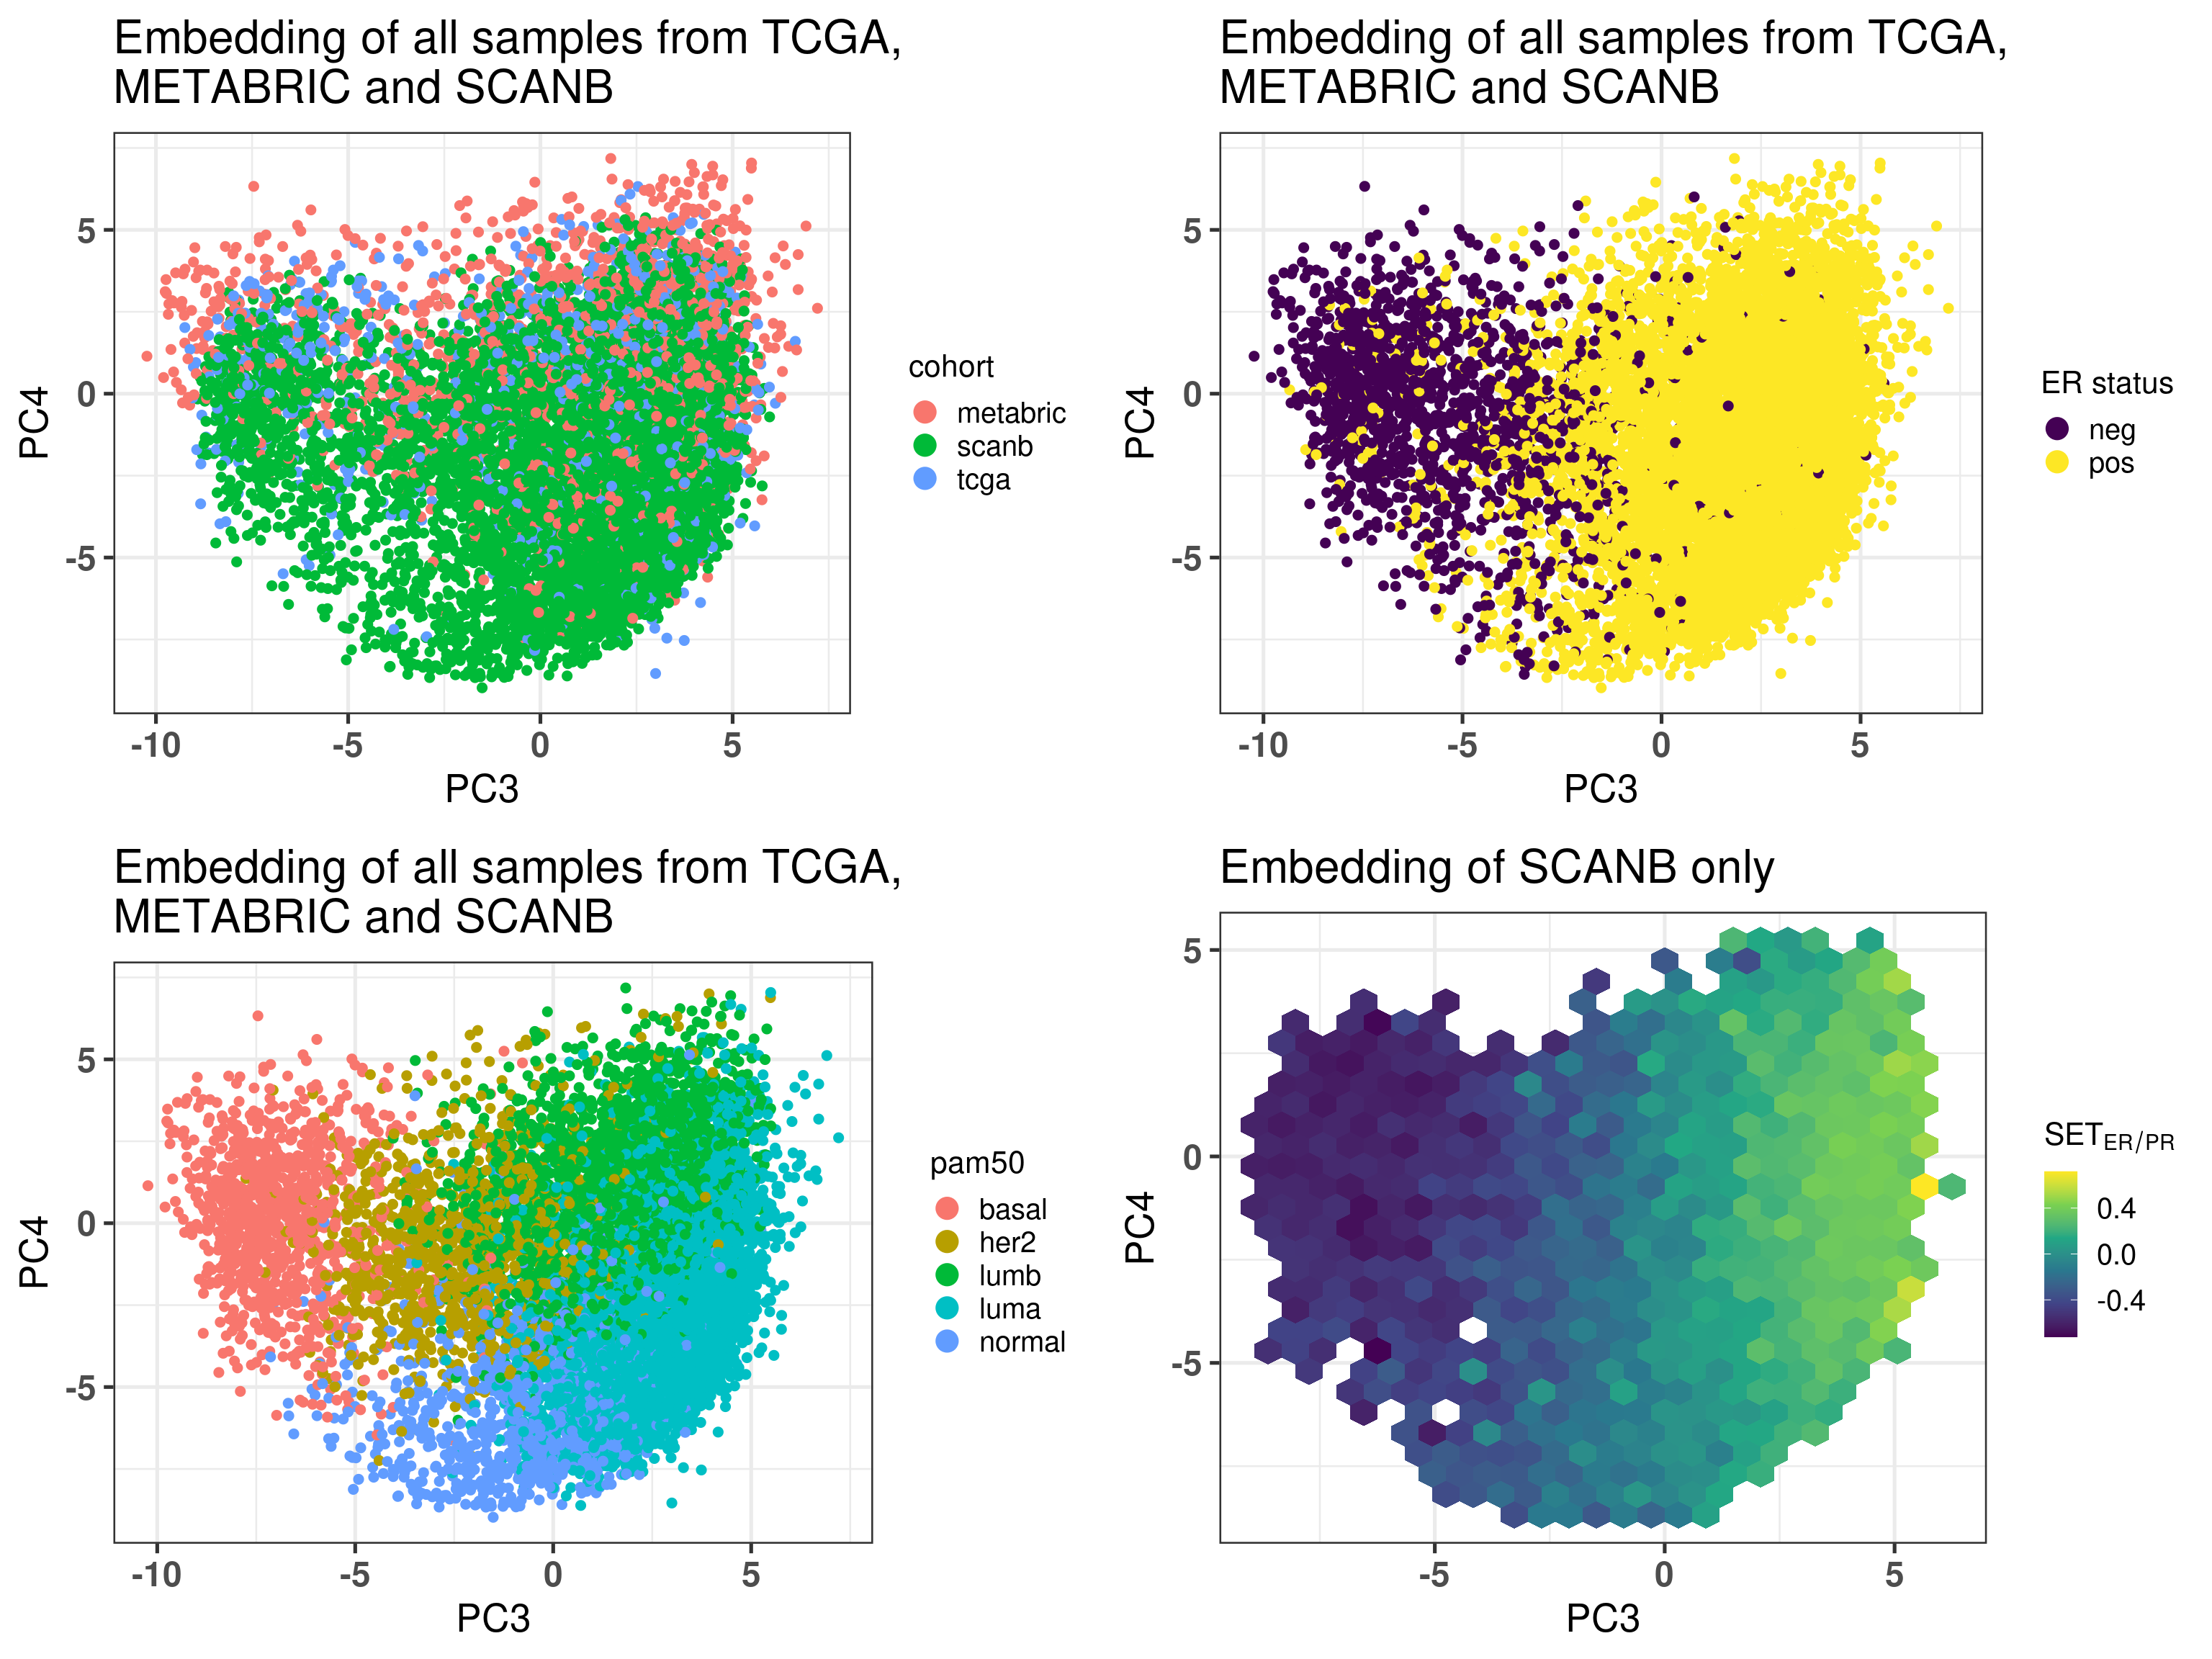 Embedding of all samples from TCGA,
METABRIC and SCANB
5
0
-5
PC4
-10
-5
0
5
PC3
cohort
metabric
scanb
tcga
Embedding of all samples from TCGA,
METABRIC and SCANB
5
0
-5
PC4
-10
-5
0
5
PC3
ER status
neg
pos
Embedding of all samples from TCGA,
METABRIC and SCANB
5
0
-5
PC4
-10
-5
0
5
PC3
pam50
basal
her2
lumb
luma
normal
Embedding of SCANB only
5
0
-5
PC4
-5
0
5
PC3
SETER/PR
0.4
0.0
-0.4